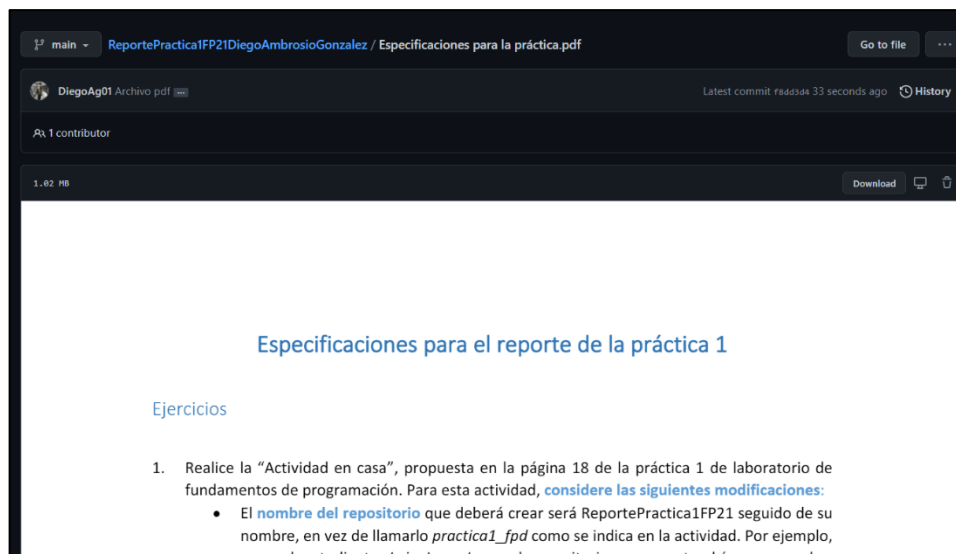 main
ReportePractica1FP21DiegoAmbrosioGonzalez / Especificaciones para la práctica.pdf
Go to file
DiegoAg01 Archivo pdf
Latest commit 33 seconds ago
History
1 contributor
1.02 MB
Download
Especificaciones para el reporte de la práctica 1
Ejercicios
1. Realice la “Actividad en casa”, propuesta en la página 18 de la práctica 1 de laboratorio de
fundamentos de programación. Para esta actividad, considere las siguientes modificaciones:
• El nombre del repositorio que deberá crear será ReportePractica1FP21 seguido de su
nombre, en vez de llamarlo practica1_fpd como se indica en la actividad. Por ejemplo,